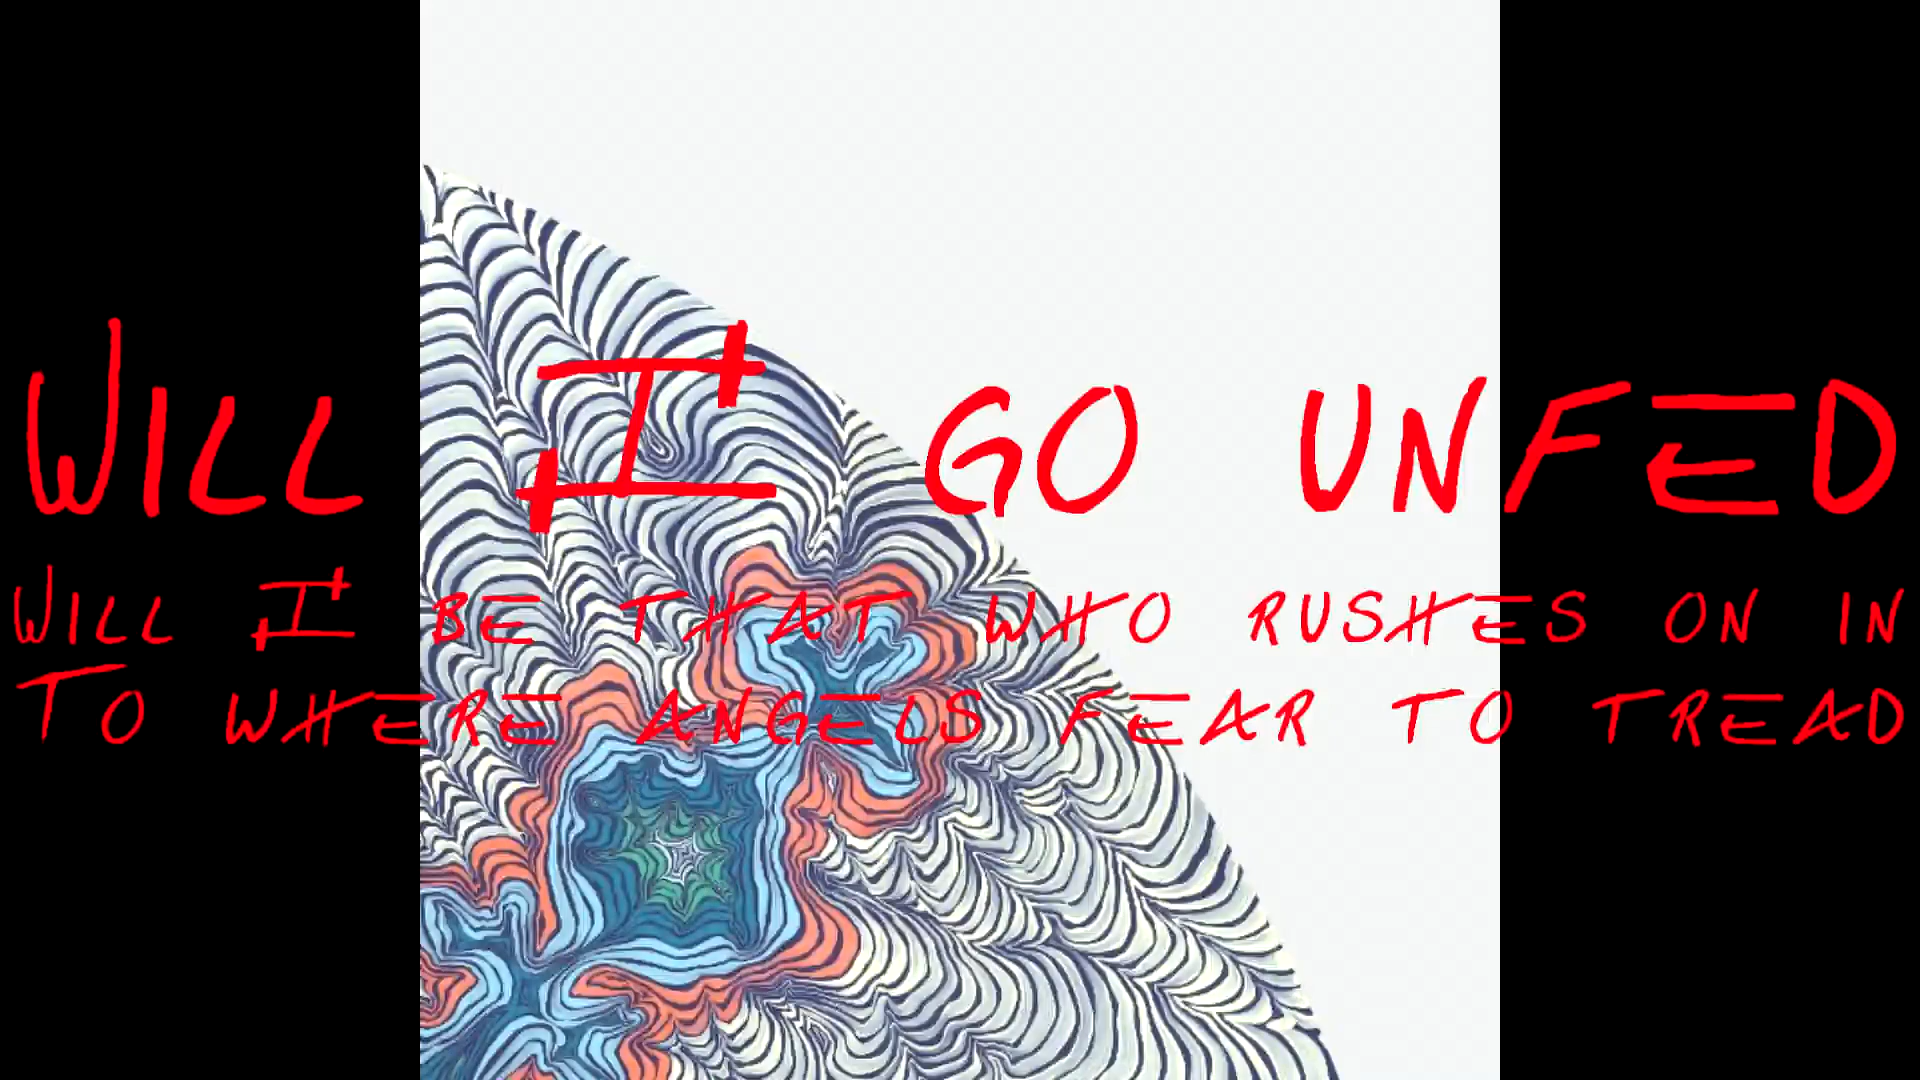 WILL I GO UNFED
WILL I BE THAT WHO RUSHES ON IN
TO WHERE ANGELS FEAR TO TREAD